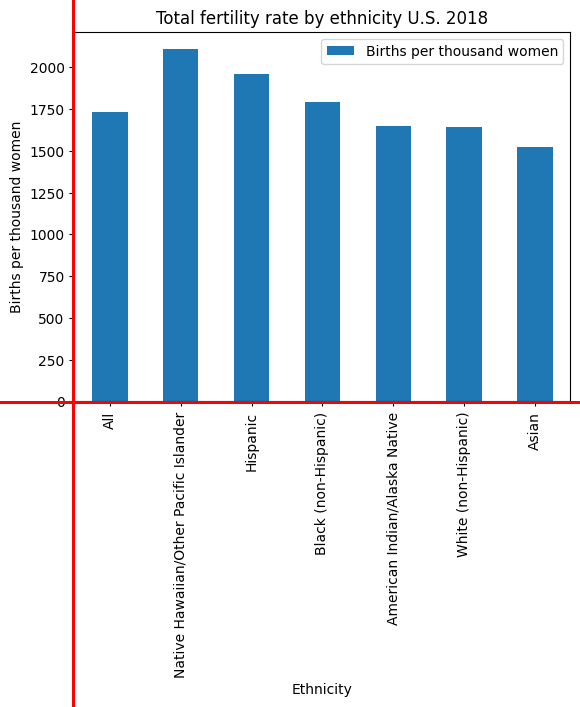 Total fertility rate by ethnicity U.S. 2018
Births per thousand women
Births per thousand women
2000
1750
1500
1250
1000
750
500
250
0
All
Native Hawaiian/Other Pacific Islander
Hispanic
Black (non-Hispanic)
American Indian/Alaska Native
White (non-Hispanic)
Asian
Ethnicity